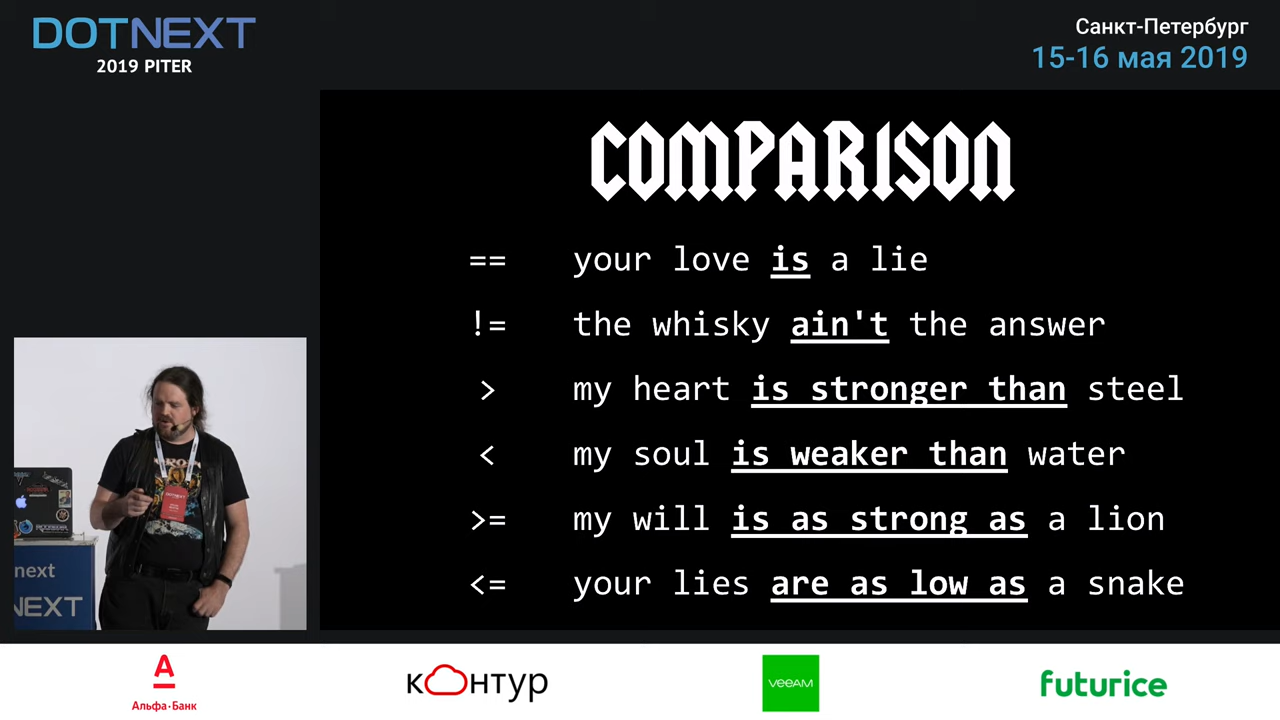 DOTNEXT
2019 PITER
Санкт-Петербург
15-16 мая 2019
COMPARISON
== your love is a lie
!= the whisky ain't the answer
> my heart is stronger than steel
< my soul is weaker than water
>= my will is as strong as a lion
<= your lies are as low as a snake
DOTNEXT
next
NEXT
А
Альфа·Банк
контур
veeAM
futurice